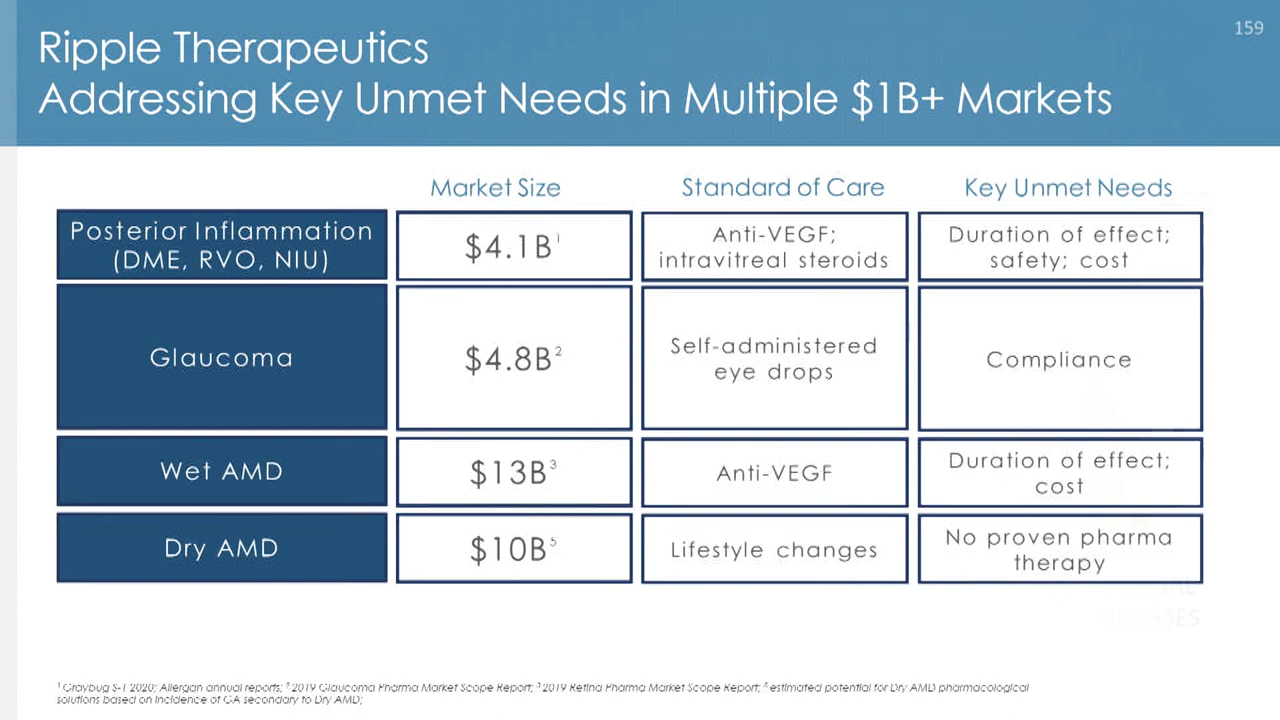 159
Ripple Therapeutics
Addressing Key Unmet Needs in Multiple $1B+ Markets
Market Size Standard of Care Key Unmet Needs
Posterior Inflammation
(DME, RVO, NIU)
$4.1B¹
Anti-VEGF;
intravitreal steroids
Duration of effect;
safety; cost
Glaucoma
$4.8B²
Self-administered
eye drops
Compliance
Wet AMD
$13B³
Anti-VEGF
Duration of effect;
cost
Dry AMD
$10B⁵
Lifestyle changes
No proven pharma
therapy
¹ Graybug S-1 2020; Allergan annual reports; ² 2019 Glaucoma Pharma Market Scope Report; ³ 2019 Retina Pharma Market Scope Report; estimated potential for Dry AMD pharmacological
solutions based on incidence of GA secondary to Dry AMD;